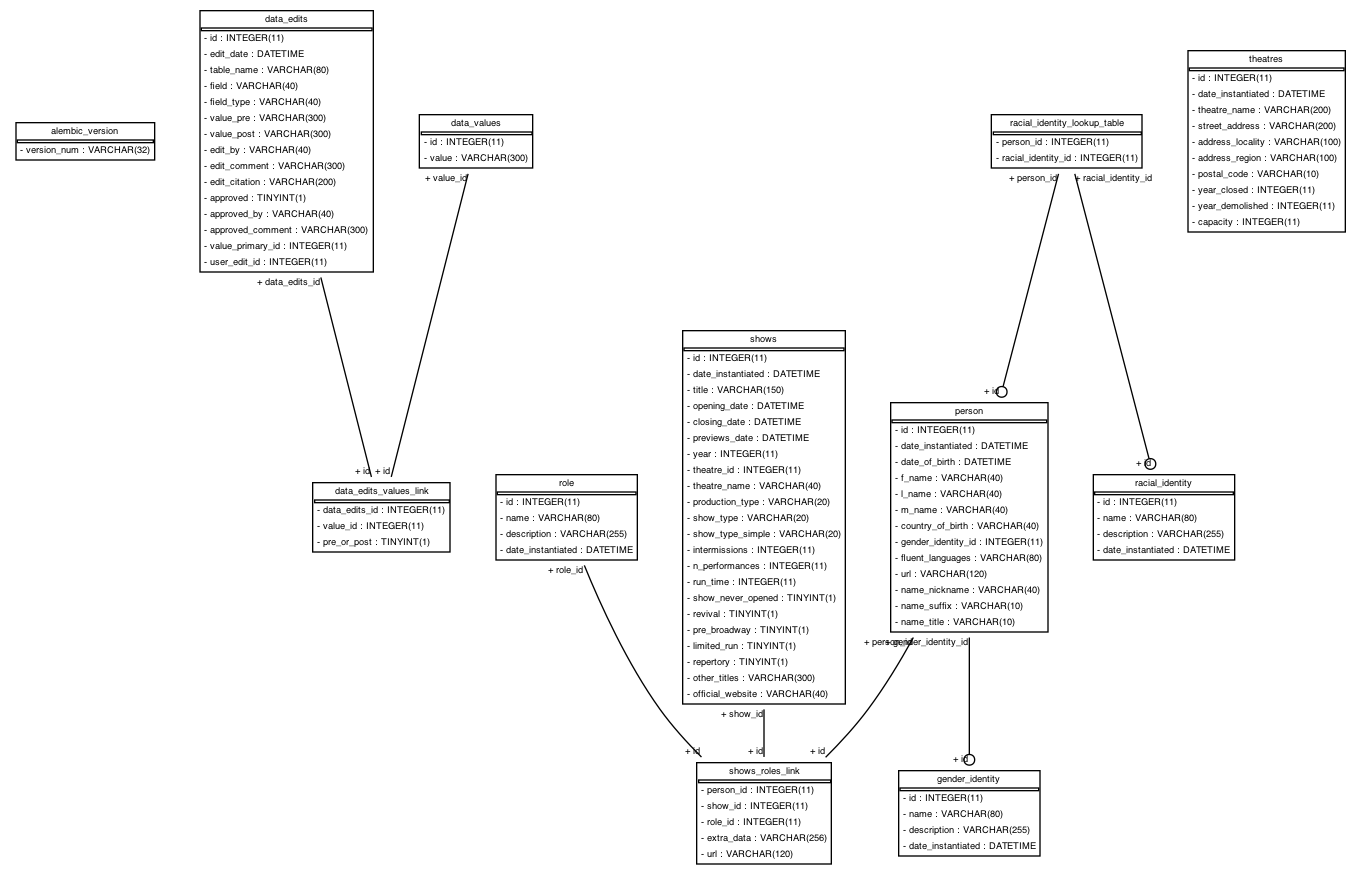 data_edits
- id : INTEGER(11)
- edit_date : DATETIME
- table_name : VARCHAR(80)
- field : VARCHAR(40)
- field_type : VARCHAR(40)
- value_pre : VARCHAR(300)
- value_post : VARCHAR(300)
- edit_by : VARCHAR(40)
- edit_comment : VARCHAR(300)
- edit_citation : VARCHAR(200)
- approved : TINYINT(1)
- approved_by : VARCHAR(40)
- approved_comment : VARCHAR(300)
- value_primary_id : INTEGER(11)
- user_edit_id : INTEGER(11)
+ data_edits_id
alembic_version
- version_num : VARCHAR(32)
data_values
- id : INTEGER(11)
- value : VARCHAR(300)
+ value_id
racial_identity_lookup_table
- person_id : INTEGER(11)
- racial_identity_id : INTEGER(11)
+ person_id
+ racial_identity_id
theatres
- id : INTEGER(11)
- date_instantiated : DATETIME
- theatre_name : VARCHAR(200)
- street_address : VARCHAR(200)
- address_locality : VARCHAR(100)
- address_region : VARCHAR(100)
- postal_code : VARCHAR(10)
- year_closed : INTEGER(11)
- year_demolished : INTEGER(11)
- capacity : INTEGER(11)
+ id
+ id
data_edits_values_link
- data_edits_id : INTEGER(11)
- value_id : INTEGER(11)
- pre_or_post : TINYINT(1)
role
- id : INTEGER(11)
- name : VARCHAR(80)
- description : VARCHAR(255)
- date_instantiated : DATETIME
+ role_id
shows
- id : INTEGER(11)
- date_instantiated : DATETIME
- title : VARCHAR(150)
- opening_date : DATETIME
- closing_date : DATETIME
- previews_date : DATETIME
- year : INTEGER(11)
- theatre_id : INTEGER(11)
- theatre_name : VARCHAR(40)
- production_type : VARCHAR(20)
- show_type : VARCHAR(20)
- show_type_simple : VARCHAR(20)
- intermissions : INTEGER(11)
- n_performances : INTEGER(11)
- run_time : INTEGER(11)
- show_never_opened : TINYINT(1)
- revival : TINYINT(1)
- pre_broadway : TINYINT(1)
- limited_run : TINYINT(1)
- repertory : TINYINT(1)
- other_titles : VARCHAR(300)
- official_website : VARCHAR(40)
+ show_id
+ id
person
- id : INTEGER(11)
- date_instantiated : DATETIME
- date_of_birth : DATETIME
- f_name : VARCHAR(40)
- l_name : VARCHAR(40)
- m_name : VARCHAR(40)
- country_of_birth : VARCHAR(40)
- gender_identity_id : INTEGER(11)
- fluent_languages : VARCHAR(80)
- url : VARCHAR(120)
- name_nickname : VARCHAR(40)
- name_suffix : VARCHAR(10)
- name_title : VARCHAR(10)
+ person_id
+ gender_identity_id
+ id
racial_identity
- id : INTEGER(11)
- name : VARCHAR(80)
- description : VARCHAR(255)
- date_instantiated : DATETIME
+ id
+ id
+ id
shows_roles_link
- person_id : INTEGER(11)
- show_id : INTEGER(11)
- role_id : INTEGER(11)
- extra_data : VARCHAR(256)
- url : VARCHAR(120)
+ id
gender_identity
- id : INTEGER(11)
- name : VARCHAR(80)
- description : VARCHAR(255)
- date_instantiated : DATETIME